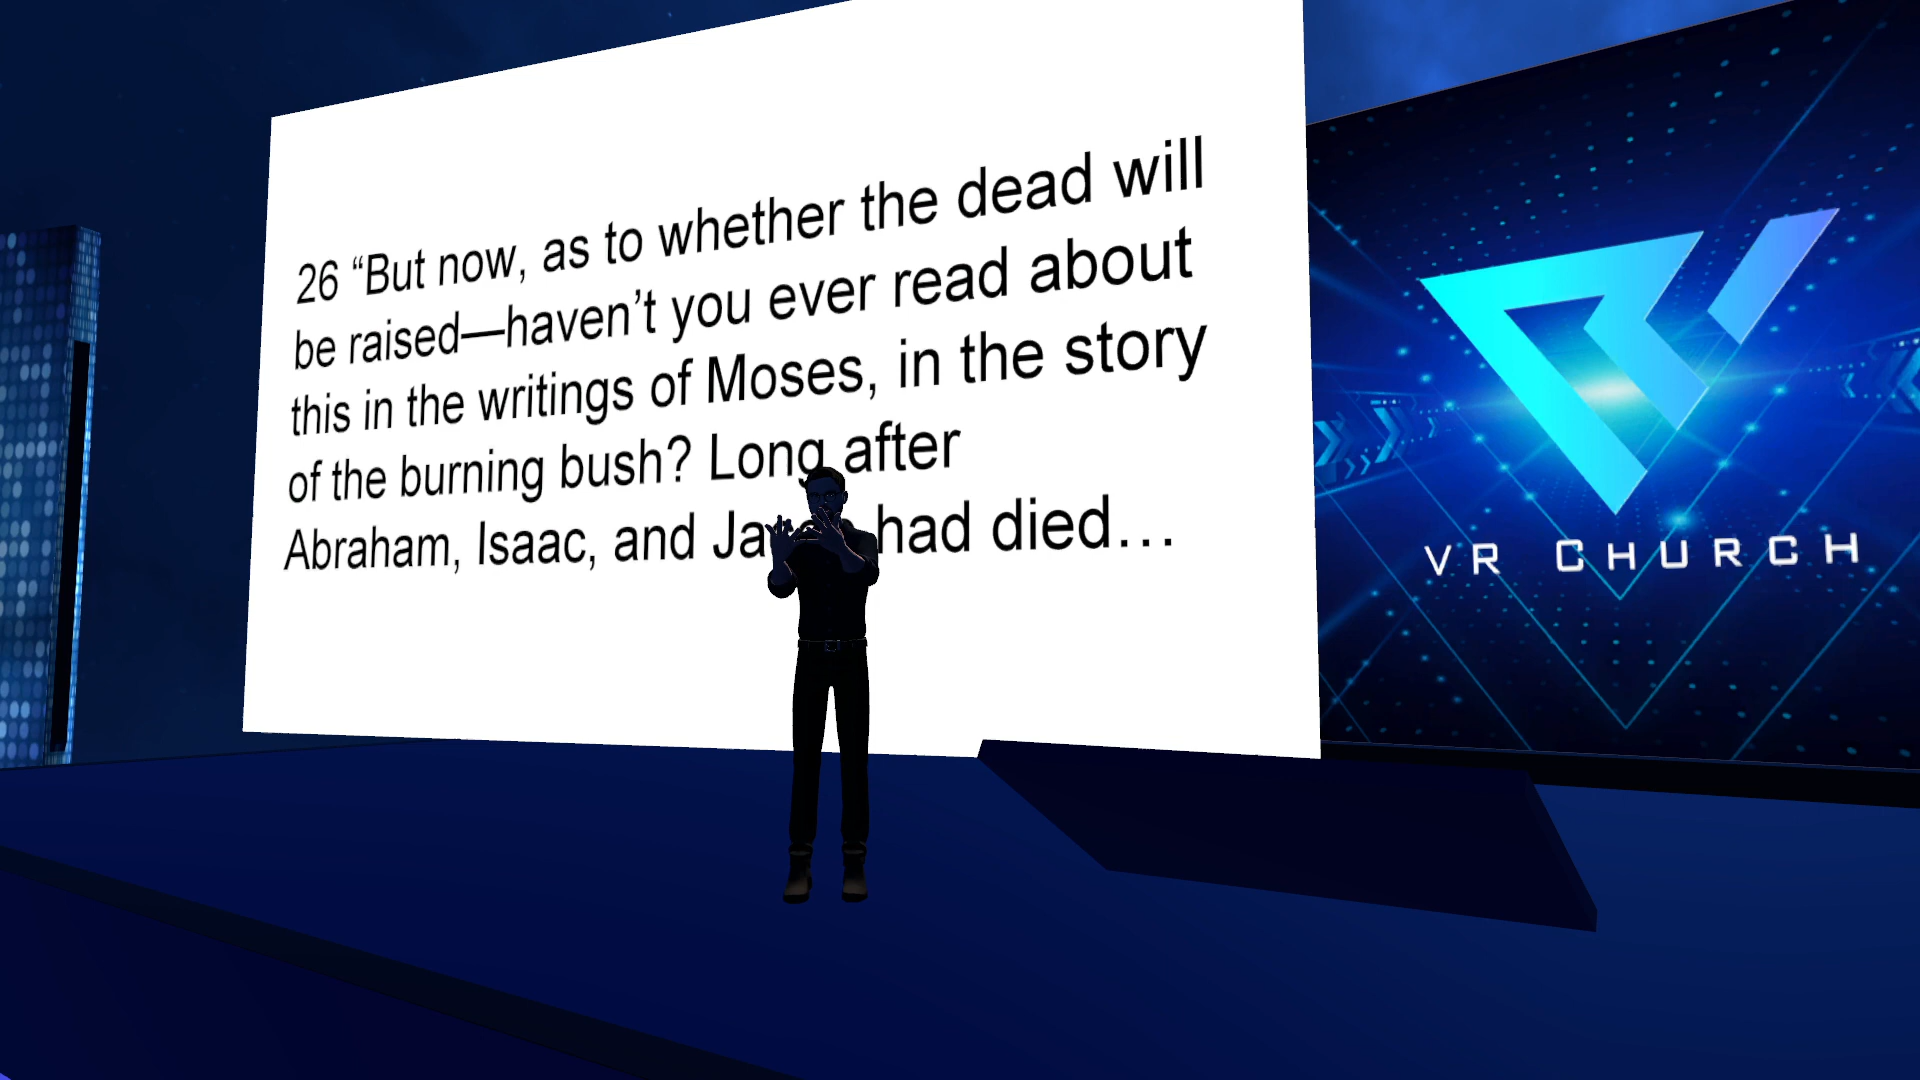 26 “But now, as to whether the dead will
be raised—haven’t you ever read about
this in the writings of Moses, in the story
of the burning bush? Long after
Abraham, Isaac, and had died…
VR CHURCH